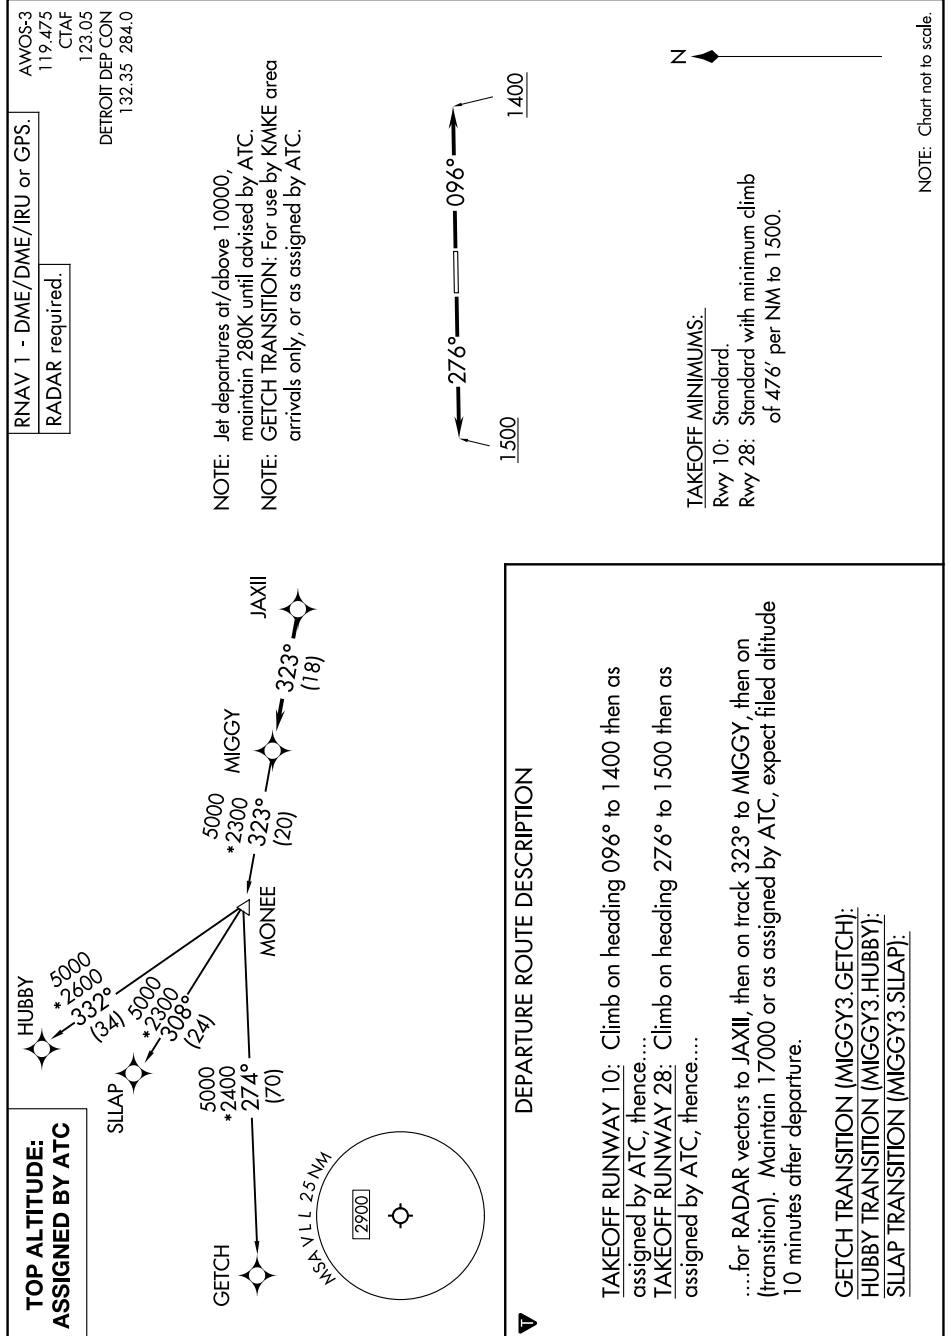 TOP ALTITUDE:
ASSIGNED BY ATC
RNAV 1 - DME/DME/IRU or GPS.
RADAR required.
AWOS-3
119.475
CTAF
123.05
DETROIT DEP CON
132.35 284.0
HUBBY
5000
*2600
332°
(34)
SLLAP
5000
*2300
308°
(24)
GETCH
5000
*2400
274°
(70)
MONEE
5000
*2300
323°
(20)
MIGGY
323°
(18)
JAXII
MSA VLL 25 NM
2900
NOTE: Jet departures at/above 10000,
maintain 280K until advised by ATC.
NOTE: GETCH TRANSITION: For use by KMKE area
arrivals only, or as assigned by ATC.
1500
276°
096°
1400
TAKEOFF MINIMUMS:
Rwy 10: Standard.
Rwy 28: Standard with minimum climb
of 476' per NM to 1500.
N
NOTE: Chart not to scale.
T
DEPARTURE ROUTE DESCRIPTION
TAKEOFF RUNWAY 10: Climb on heading 096° to 1400 then as
assigned by ATC, thence....
TAKEOFF RUNWAY 28: Climb on heading 276° to 1500 then as
assigned by ATC, thence....
....for RADAR vectors to JAXII, then on track 323° to MIGGY, then on
(transition). Maintain 17000 or as assigned by ATC, expect filed altitude
10 minutes after departure.
GETCH TRANSITION (MIGGY3.GETCH):
HUBBY TRANSITION (MIGGY3.HUBBY):
SLLAP TRANSITION (MIGGY3.SLLAP):